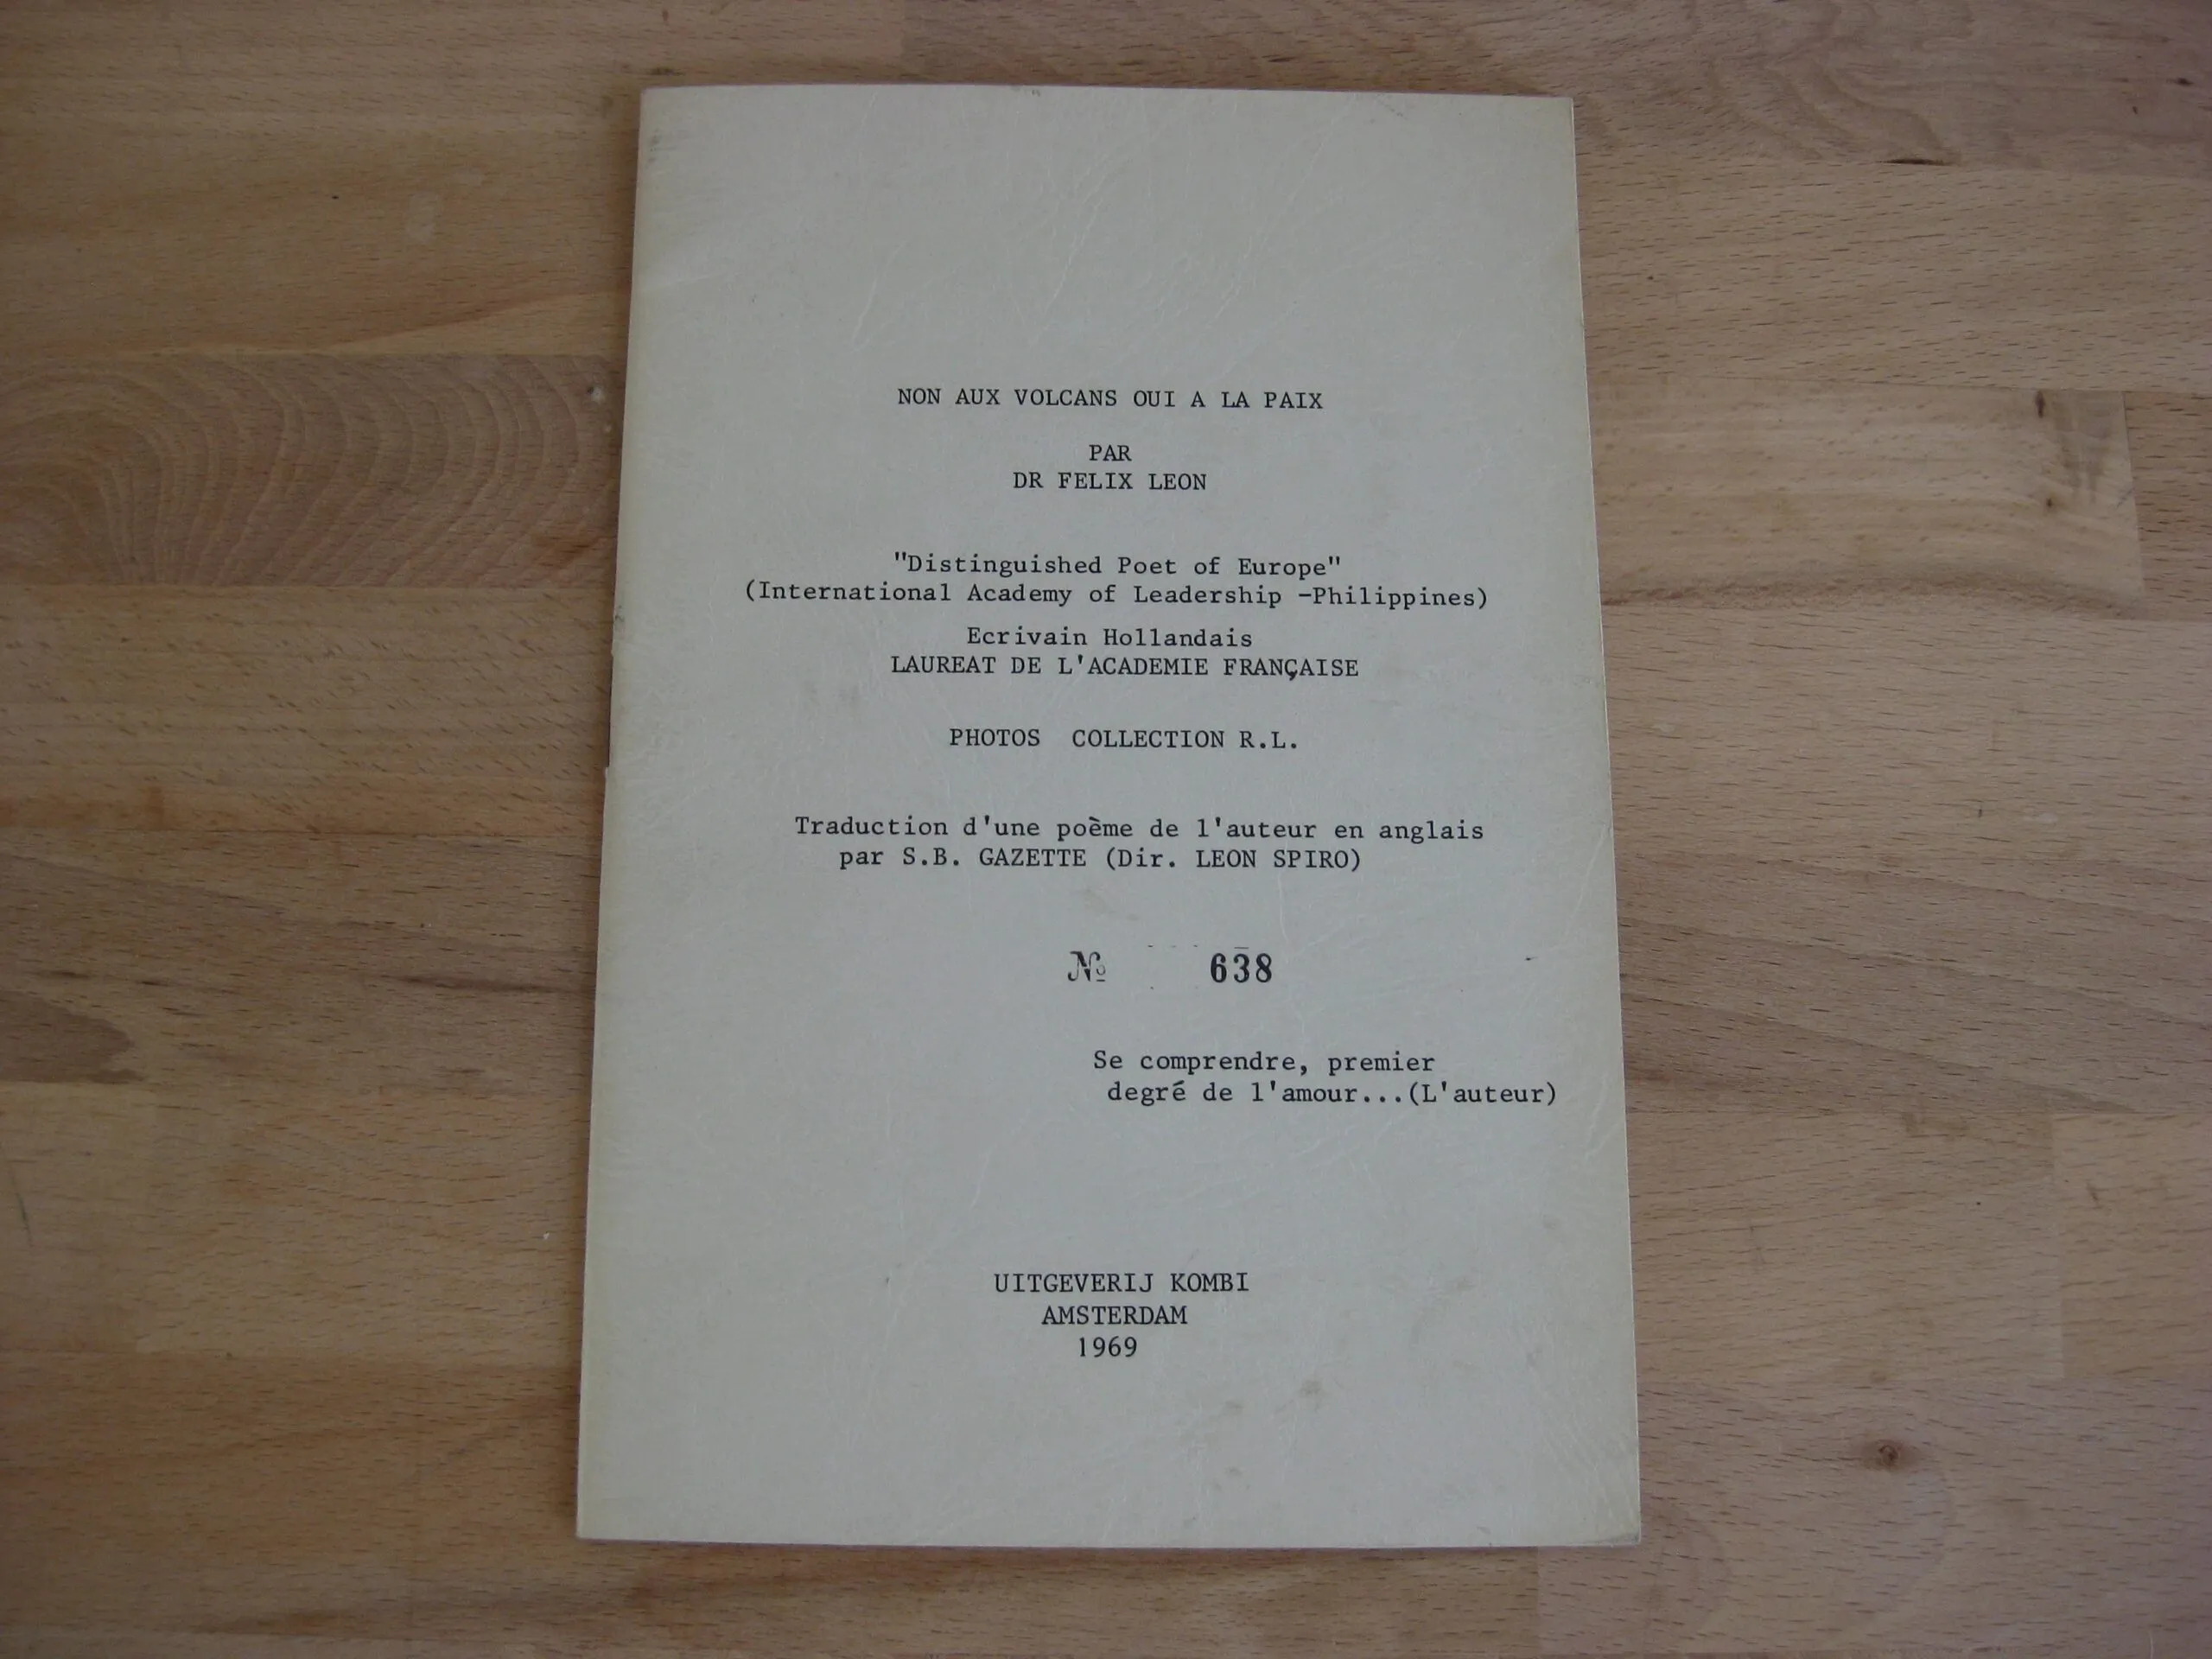 NON AUX VOLCANS OUI A LA PAIX
PAR
DR FELIX LEON
"Distinguished Poet of Europe"
(International Academy of Leadership -Philippines)
Ecrivain Hollandais
LAUREAT DE L'ACADEMIE FRANÇAISE
PHOTOS COLLECTION R.L.
Traduction d'une poème de l'auteur en anglais
par S.B. GAZETTE (Dir. LEON SPIRO)
№ 638
Se comprendre, premier
degré de l'amour...(L'auteur)
UITGEVERIJ KOMBI
AMSTERDAM
1969